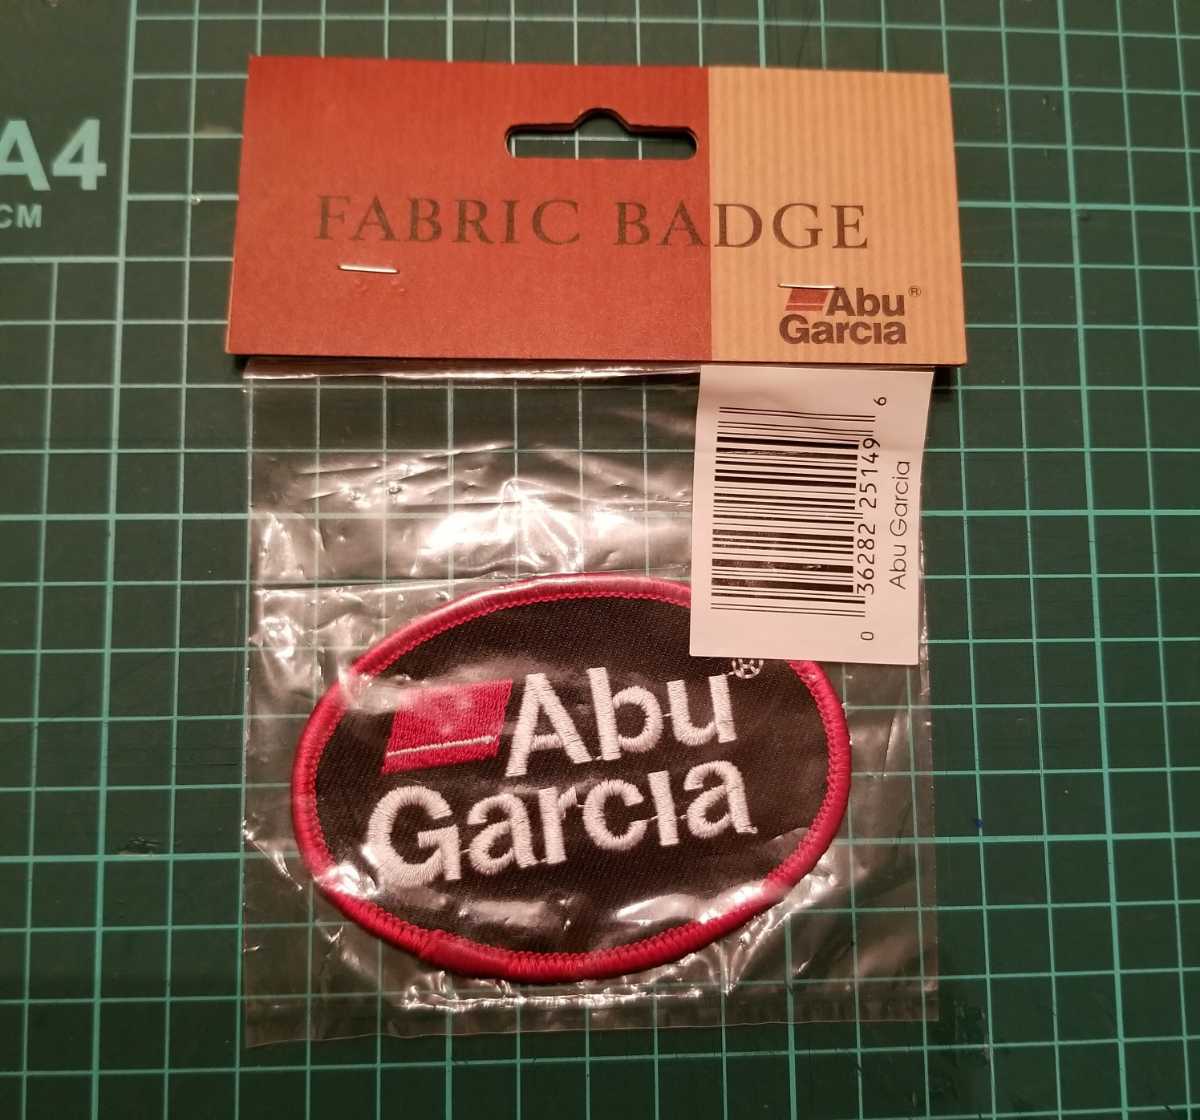 A4
CM
FABRIC BADGE
Abu®
Garcia
0 36282 25149 6
Abu Garcia
Abu®
Garcia